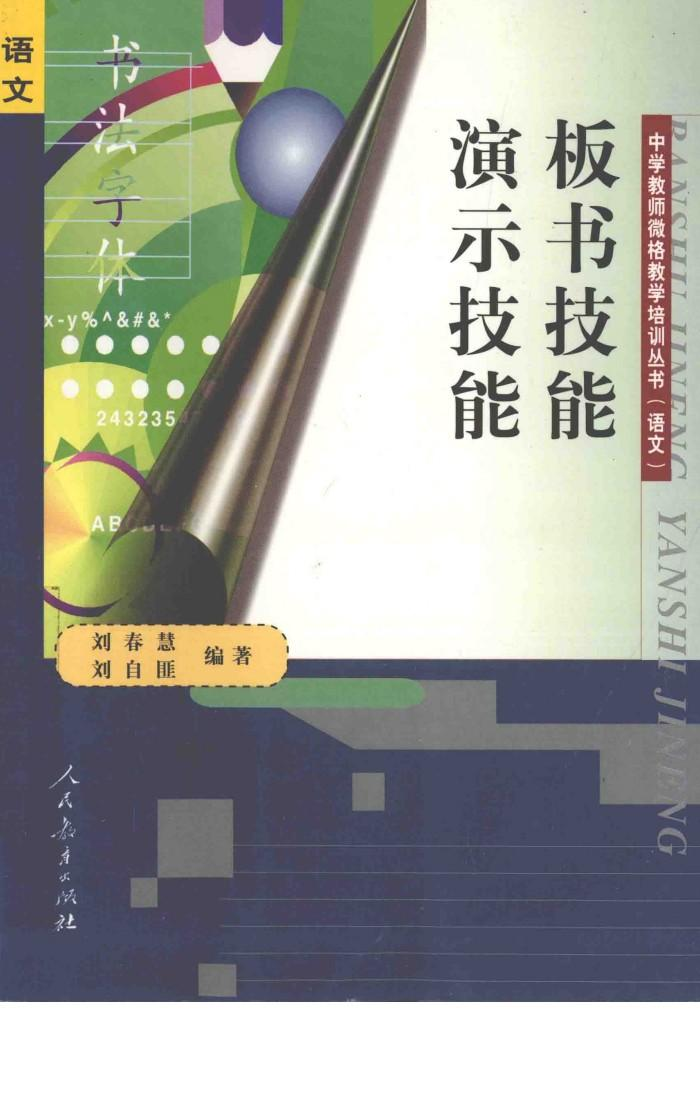 语文
书法字体
x-y%^&#&*
243235
板书技能
演示技能
中学教师微格教学培训丛书（语文）
BANSHU JINENG YANSHI JINENG
刘春慧
刘自匪
编著
人民教育出版社